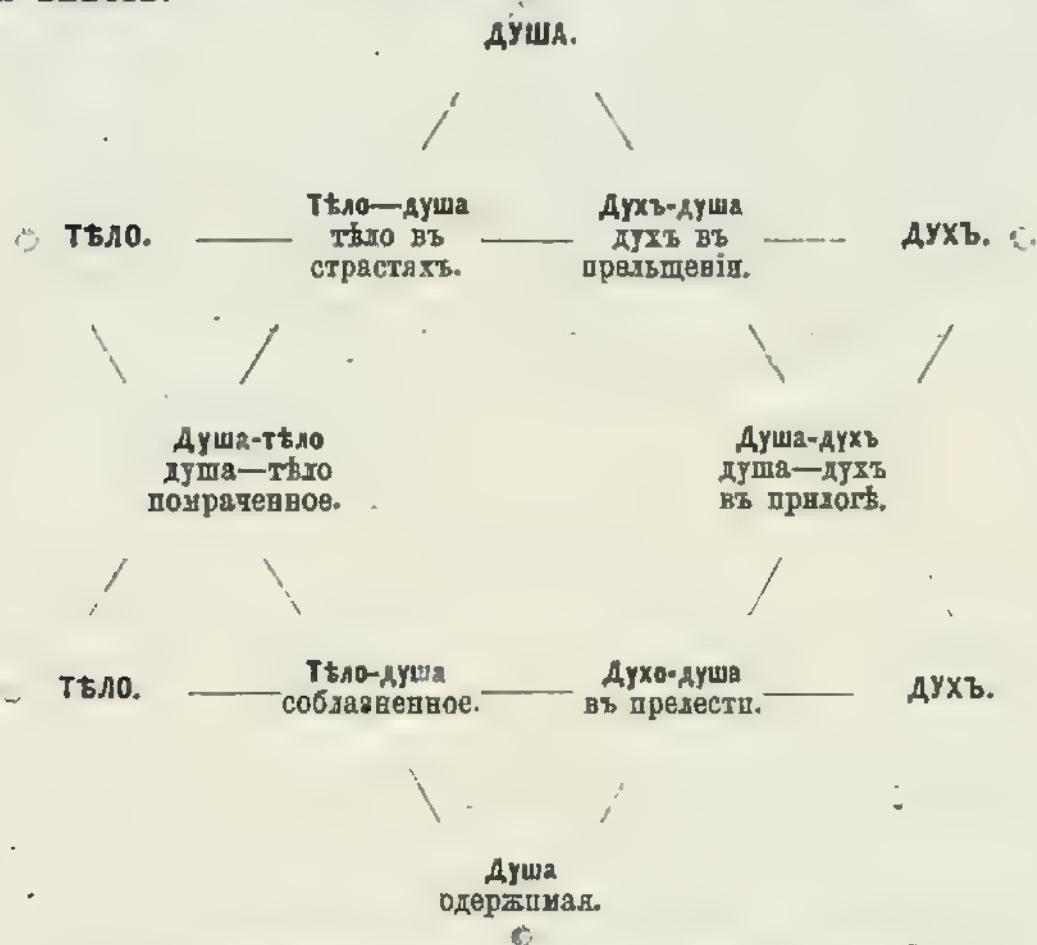 ДУША.
ТѢЛО.
Тѣло—душа
тѣло въ
страстяхъ.
Духъ-душа
духъ въ
прельщеніи.
ДУХЪ.
Душа-тѣло
душа—тѣло
помраченное.
Душа-духъ
душа—духъ
въ прилогѣ.
ТѢЛО.
Тѣло-душа
соблазненное.
Духо-душа
въ прелести.
ДУХЪ.
Душа
одержимая.